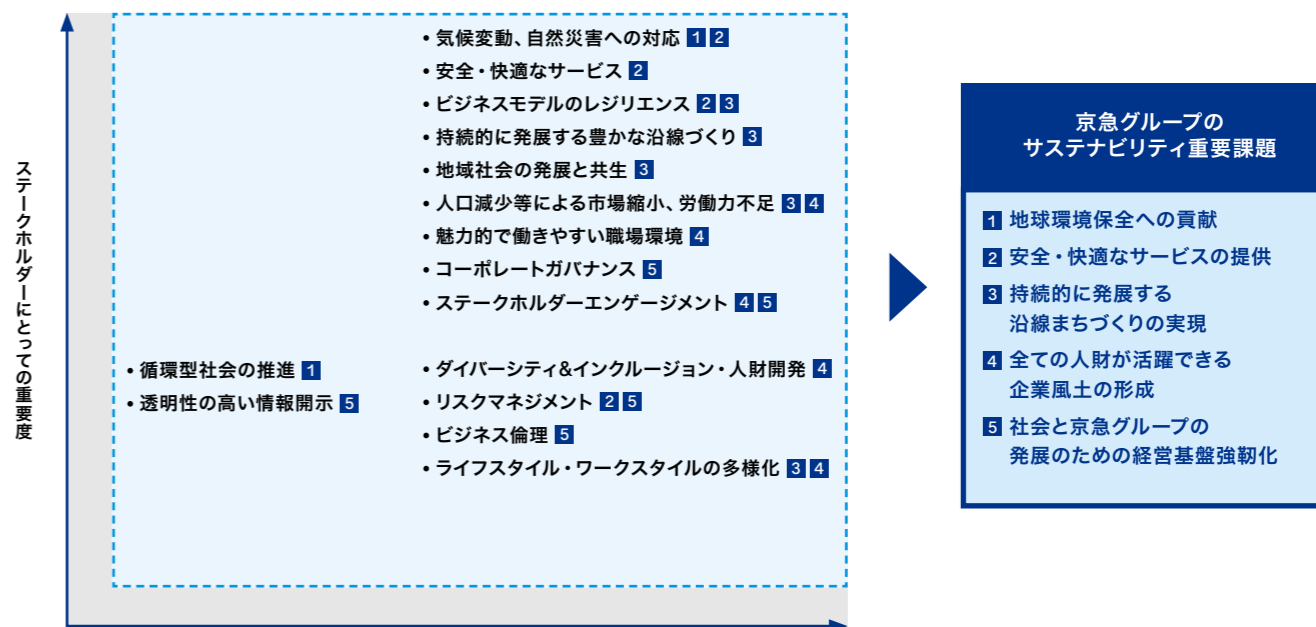 ステークホルダーにとっての重要度
• 気候変動、自然災害への対応 1 2
• 安全・快適なサービス 2
• ビジネスモデルのレジリエンス 2 3
• 持続的に発展する豊かな沿線づくり 3
• 地域社会の発展と共生 3
• 人口減少等による市場縮小、労働力不足 3 4
• 魅力的で働きやすい職場環境 4
• コーポレートガバナンス 5
• ステークホルダーエンゲージメント 4 5
• 循環型社会の推進 1
• 透明性の高い情報開示 5
• ダイバーシティ&インクルージョン・人財開発 4
• リスクマネジメント 2 5
• ビジネス倫理 5
• ライフスタイル・ワークスタイルの多様化 3 4
京急グループの
サステナビリティ重要課題
1 地球環境保全への貢献
2 安全・快適なサービスの提供
3 持続的に発展する
沿線まちづくりの実現
4 全ての人財が活躍できる
企業風土の形成
5 社会と京急グループの
発展のための経営基盤強靭化